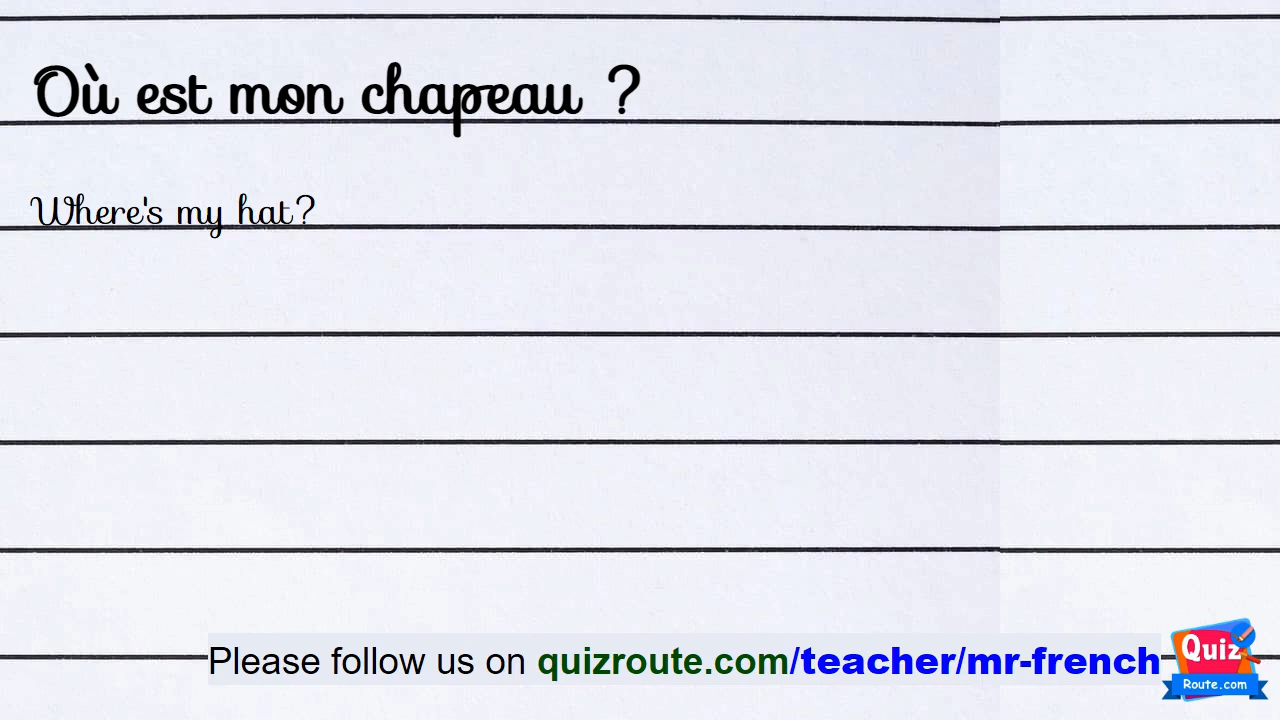 Où est mon chapeau ?
Where's my hat?
Please follow us on quizroute.com/teacher/mr-french
Quiz
Route.com